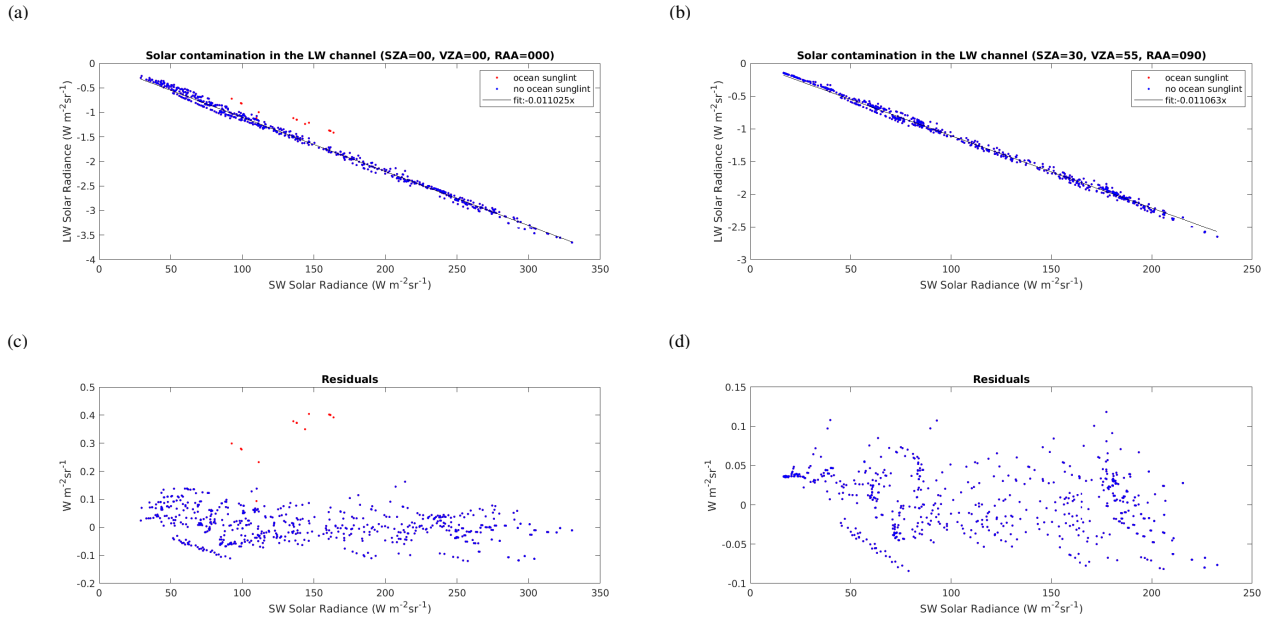 (a)
Solar contamination in the LW channel (SZA=00, VZA=00, RAA=000)
0
-0.5
-1
-1.5
-2
-2.5
-3
-3.5
-4
LW Solar Radiance (W m⁻²sr⁻¹)
ocean sunglint
no ocean sunglint
fit:-0.011025x
0 50 100 150 200 250 300 350
SW Solar Radiance (W m⁻²sr⁻¹)
(b)
Solar contamination in the LW channel (SZA=30, VZA=55, RAA=090)
0
-0.5
-1
-1.5
-2
-2.5
-3
LW Solar Radiance (W m⁻²sr⁻¹)
ocean sunglint
no ocean sunglint
fit:-0.011063x
0 50 100 150 200 250
SW Solar Radiance (W m⁻²sr⁻¹)
(c)
Residuals
0.5
0.4
0.3
0.2
0.1
0
-0.1
-0.2
W m⁻²sr⁻¹
0 50 100 150 200 250 300 350
SW Solar Radiance (W m⁻²sr⁻¹)
(d)
Residuals
0.15
0.1
0.05
0
-0.05
-0.1
W m⁻²sr⁻¹
0 50 100 150 200 250
SW Solar Radiance (W m⁻²sr⁻¹)